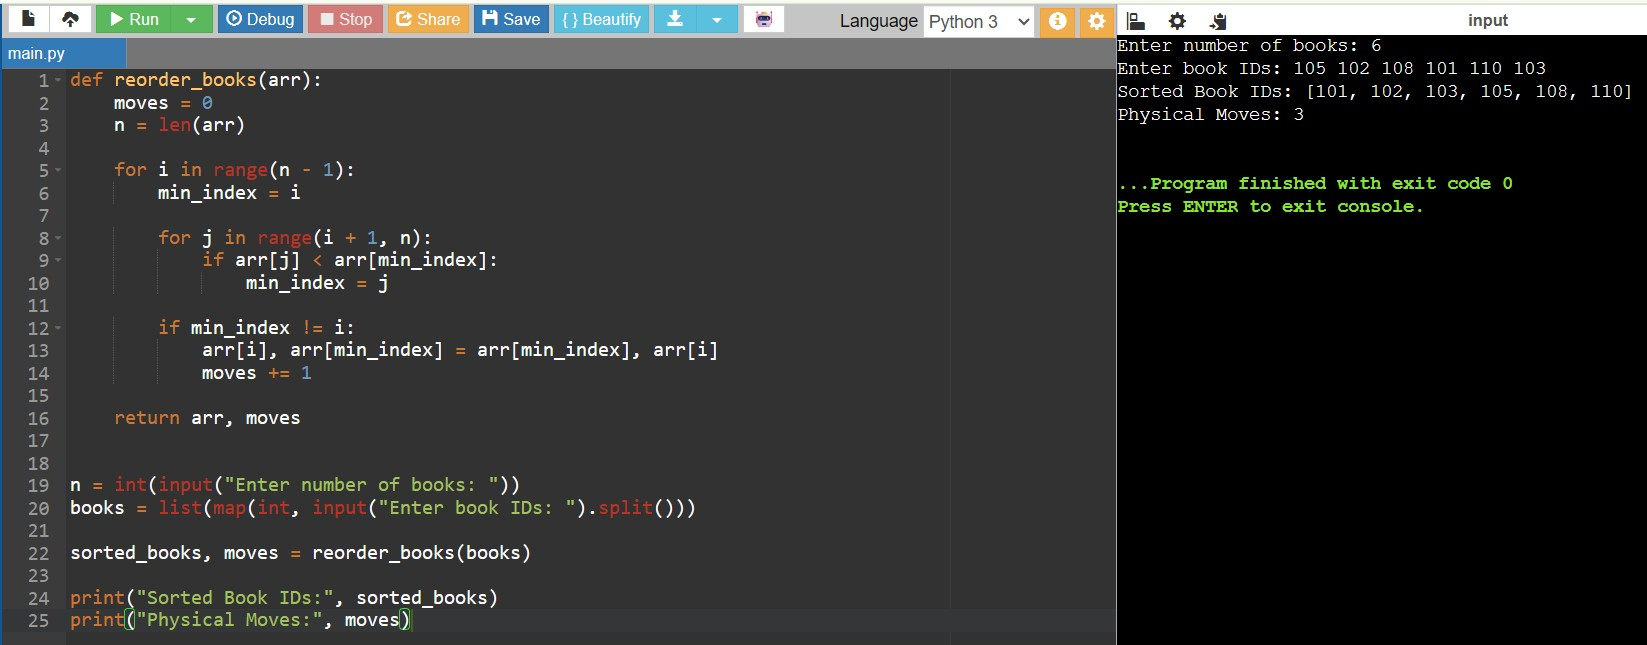 Run Debug Stop Share Save {} Beautify Language Python 3 input
main.py
1 def reorder_books(arr):
2     moves = 0
3     n = len(arr)
4
5     for i in range(n - 1):
6         min_index = i
7
8         for j in range(i + 1, n):
9             if arr[j] < arr[min_index]:
10                 min_index = j
11
12         if min_index != i:
13             arr[i], arr[min_index] = arr[min_index], arr[i]
14             moves += 1
15
16     return arr, moves
17
18
19 n = int(input("Enter number of books: "))
20 books = list(map(int, input("Enter book IDs: ").split()))
21
22 sorted_books, moves = reorder_books(books)
23
24 print("Sorted Book IDs:", sorted_books)
25 print("Physical Moves:", moves)
Enter number of books: 6
Enter book IDs: 105 102 108 101 110 103
Sorted Book IDs: [101, 102, 103, 105, 108, 110]
Physical Moves: 3
...Program finished with exit code 0
Press ENTER to exit console.